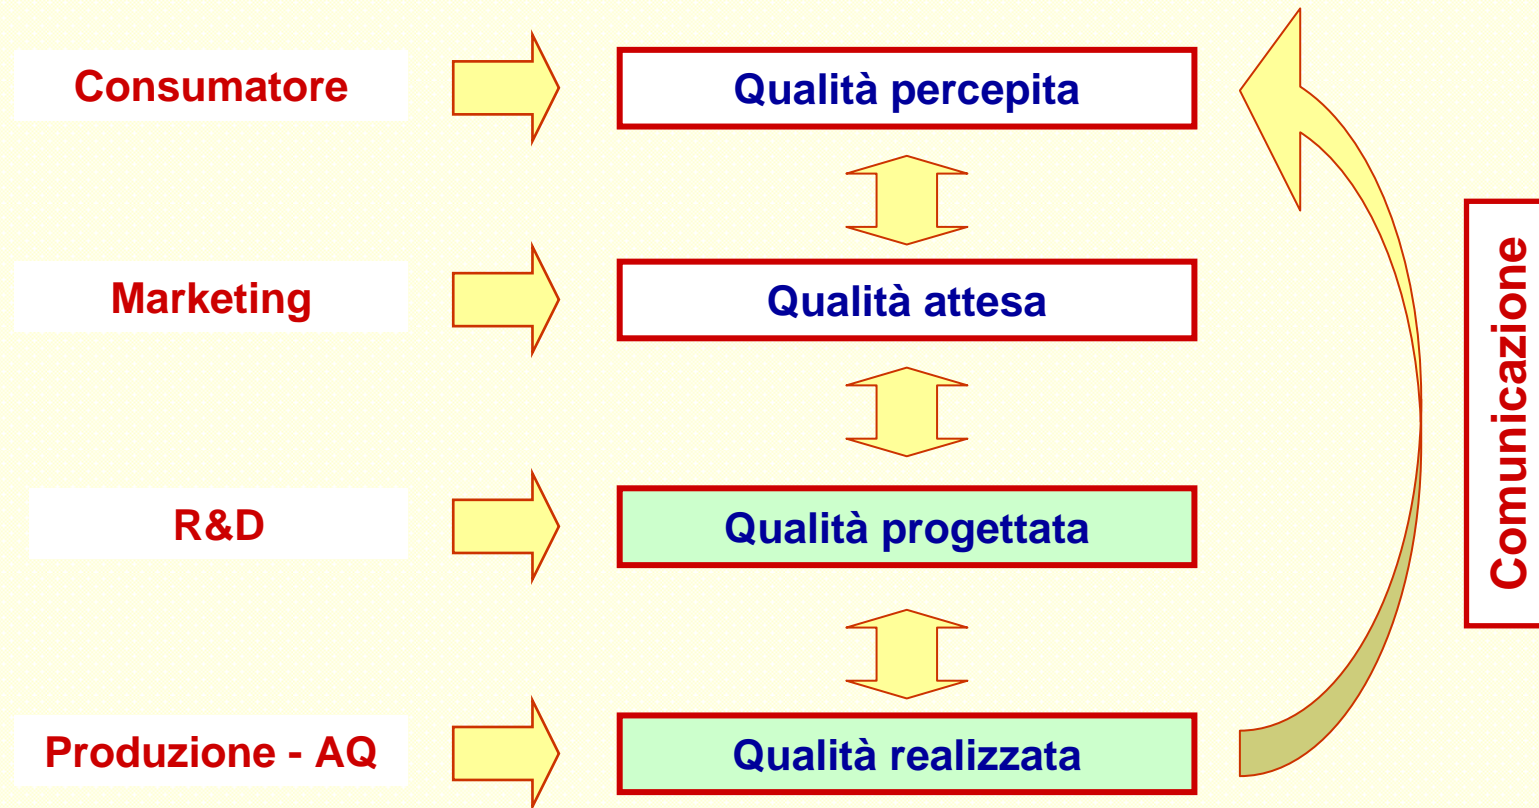 Consumatore
Qualità percepita
Marketing
Qualità attesa
R&D
Qualità progettata
Produzione - AQ
Qualità realizzata
Comunicazione